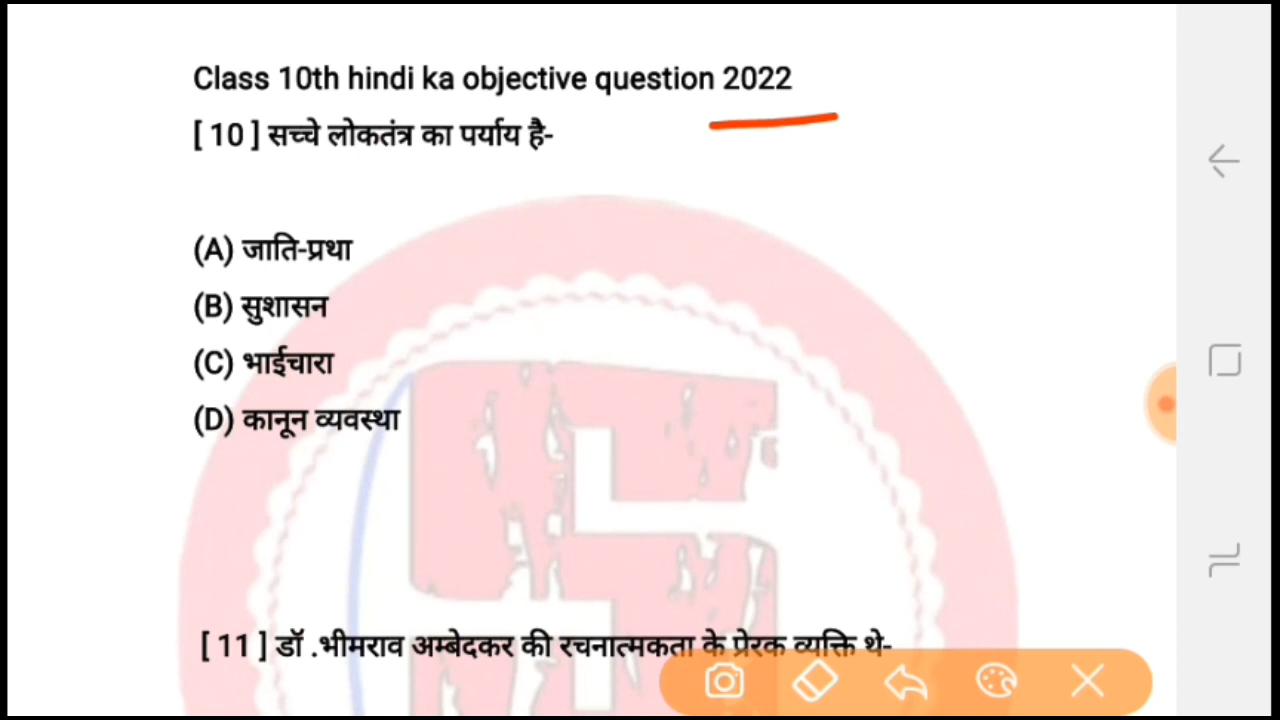 Class 10th hindi ka objective question 2022
[ 10 ] सच्चे लोकतंत्र का पर्याय है-
(A) जाति-प्रथा
(B) सुशासन
(C) भाईचारा
(D) कानून व्यवस्था
[ 11 ] डॉ .भीमराव अम्बेदकर की रचनात्मकता के प्रेरक व्यक्ति थे-